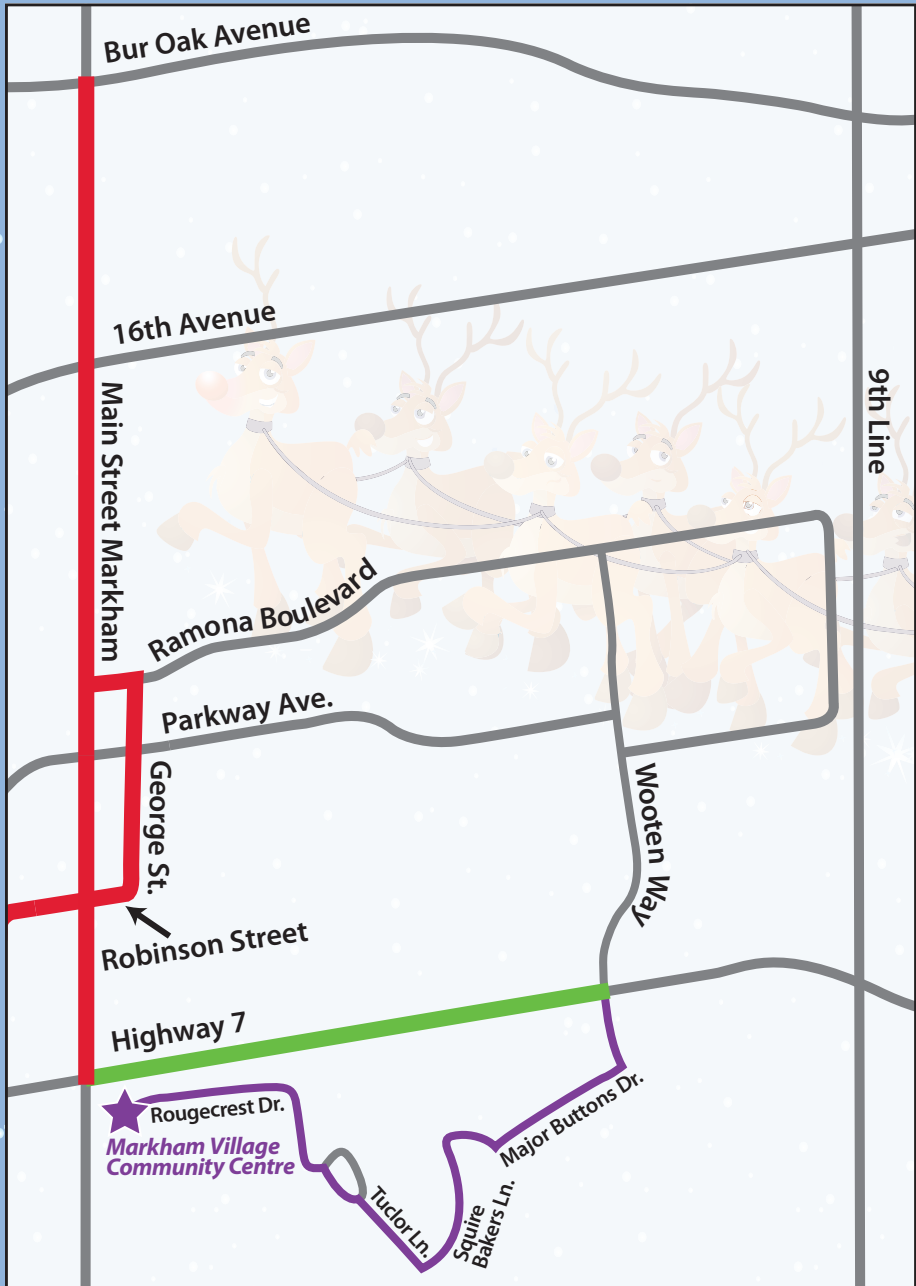 Bur Oak Avenue
16th Avenue
Main Street Markham
9th Line
Ramona Boulevard
Parkway Ave.
George St.
Wooten Way
Robinson Street
Highway 7
Rougecrest Dr.
Markham Village
Community Centre
Major Buttons Dr.
Tuclor Ln.
Squire
Bakers Ln.